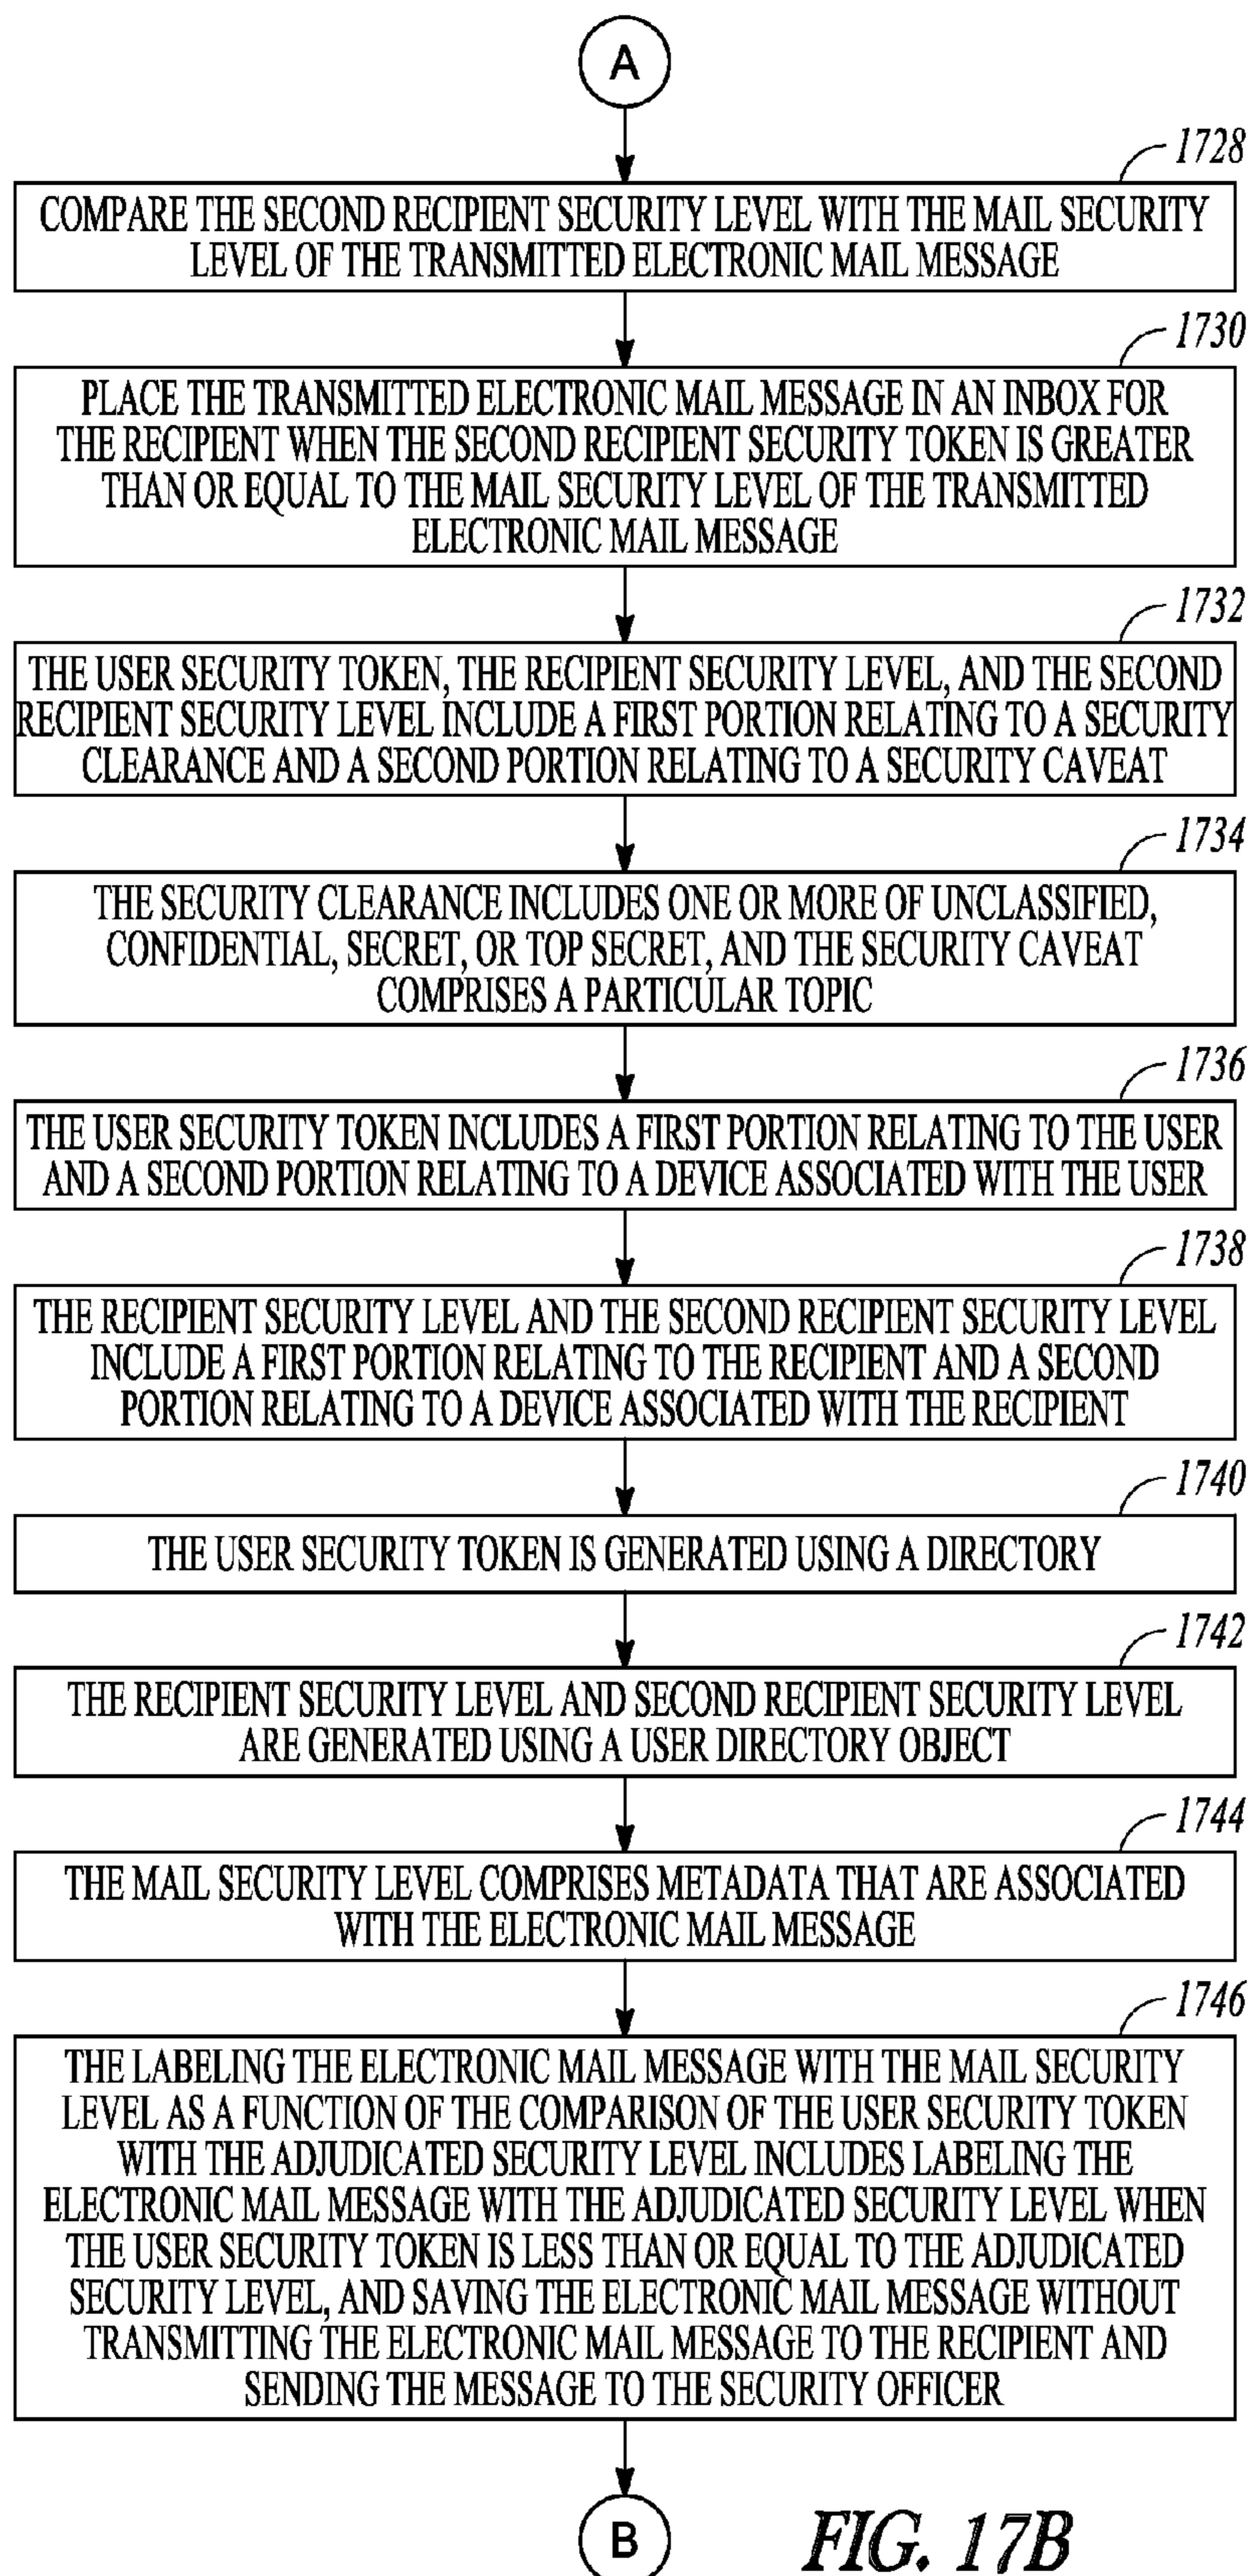 A
1728
COMPARE THE SECOND RECIPIENT SECURITY LEVEL WITH THE MAIL SECURITY
LEVEL OF THE TRANSMITTED ELECTRONIC MAIL MESSAGE
1730
PLACE THE TRANSMITTED ELECTRONIC MAIL MESSAGE IN AN INBOX FOR
THE RECIPIENT WHEN THE SECOND RECIPIENT SECURITY TOKEN IS GREATER
THAN OR EQUAL TO THE MAIL SECURITY LEVEL OF THE TRANSMITTED
ELECTRONIC MAIL MESSAGE
1732
THE USER SECURITY TOKEN, THE RECIPIENT SECURITY LEVEL, AND THE SECOND
RECIPIENT SECURITY LEVEL INCLUDE A FIRST PORTION RELATING TO A SECURITY
CLEARANCE AND A SECOND PORTION RELATING TO A SECURITY CAVEAT
1734
THE SECURITY CLEARANCE INCLUDES ONE OR MORE OF UNCLASSIFIED,
CONFIDENTIAL, SECRET, OR TOP SECRET, AND THE SECURITY CAVEAT
COMPRISES A PARTICULAR TOPIC
1736
THE USER SECURITY TOKEN INCLUDES A FIRST PORTION RELATING TO THE USER
AND A SECOND PORTION RELATING TO A DEVICE ASSOCIATED WITH THE USER
1738
THE RECIPIENT SECURITY LEVEL AND THE SECOND RECIPIENT SECURITY LEVEL
INCLUDE A FIRST PORTION RELATING TO THE RECIPIENT AND A SECOND
PORTION RELATING TO A DEVICE ASSOCIATED WITH THE RECIPIENT
1740
THE USER SECURITY TOKEN IS GENERATED USING A DIRECTORY
1742
THE RECIPIENT SECURITY LEVEL AND SECOND RECIPIENT SECURITY LEVEL
ARE GENERATED USING A USER DIRECTORY OBJECT
1744
THE MAIL SECURITY LEVEL COMPRISES METADATA THAT ARE ASSOCIATED
WITH THE ELECTRONIC MAIL MESSAGE
1746
THE LABELING THE ELECTRONIC MAIL MESSAGE WITH THE MAIL SECURITY
LEVEL AS A FUNCTION OF THE COMPARISON OF THE USER SECURITY TOKEN
WITH THE ADJUDICATED SECURITY LEVEL INCLUDES LABELING THE
ELECTRONIC MAIL MESSAGE WITH THE ADJUDICATED SECURITY LEVEL WHEN
THE USER SECURITY TOKEN IS LESS THAN OR EQUAL TO THE ADJUDICATED
SECURITY LEVEL, AND SAVING THE ELECTRONIC MAIL MESSAGE WITHOUT
TRANSMITTING THE ELECTRONIC MAIL MESSAGE TO THE RECIPIENT AND
SENDING THE MESSAGE TO THE SECURITY OFFICER
B
FIG. 17B